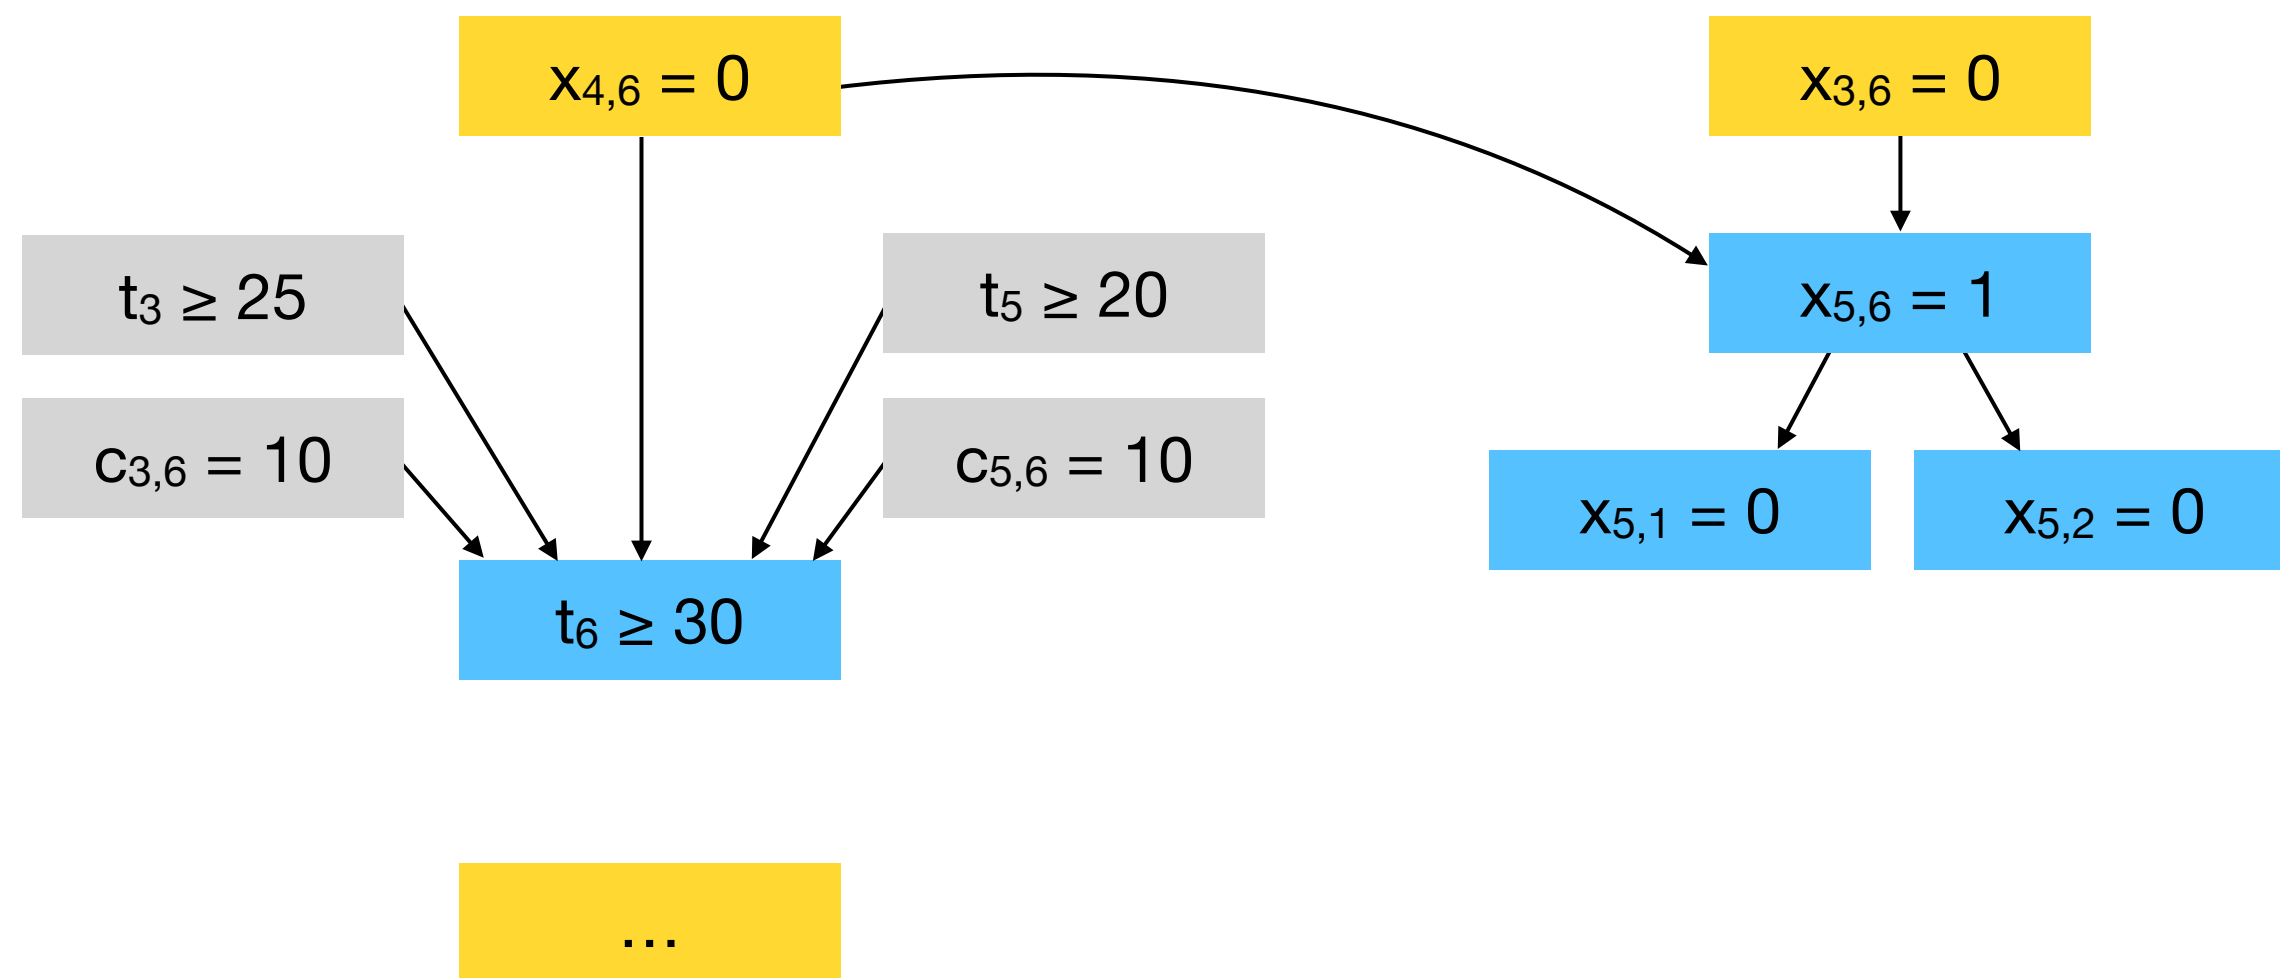 x4,6 = 0
x3,6 = 0
t3 ≥ 25
t5 ≥ 20
x5,6 = 1
c3,6 = 10
c5,6 = 10
x5,1 = 0
x5,2 = 0
t6 ≥ 30
...